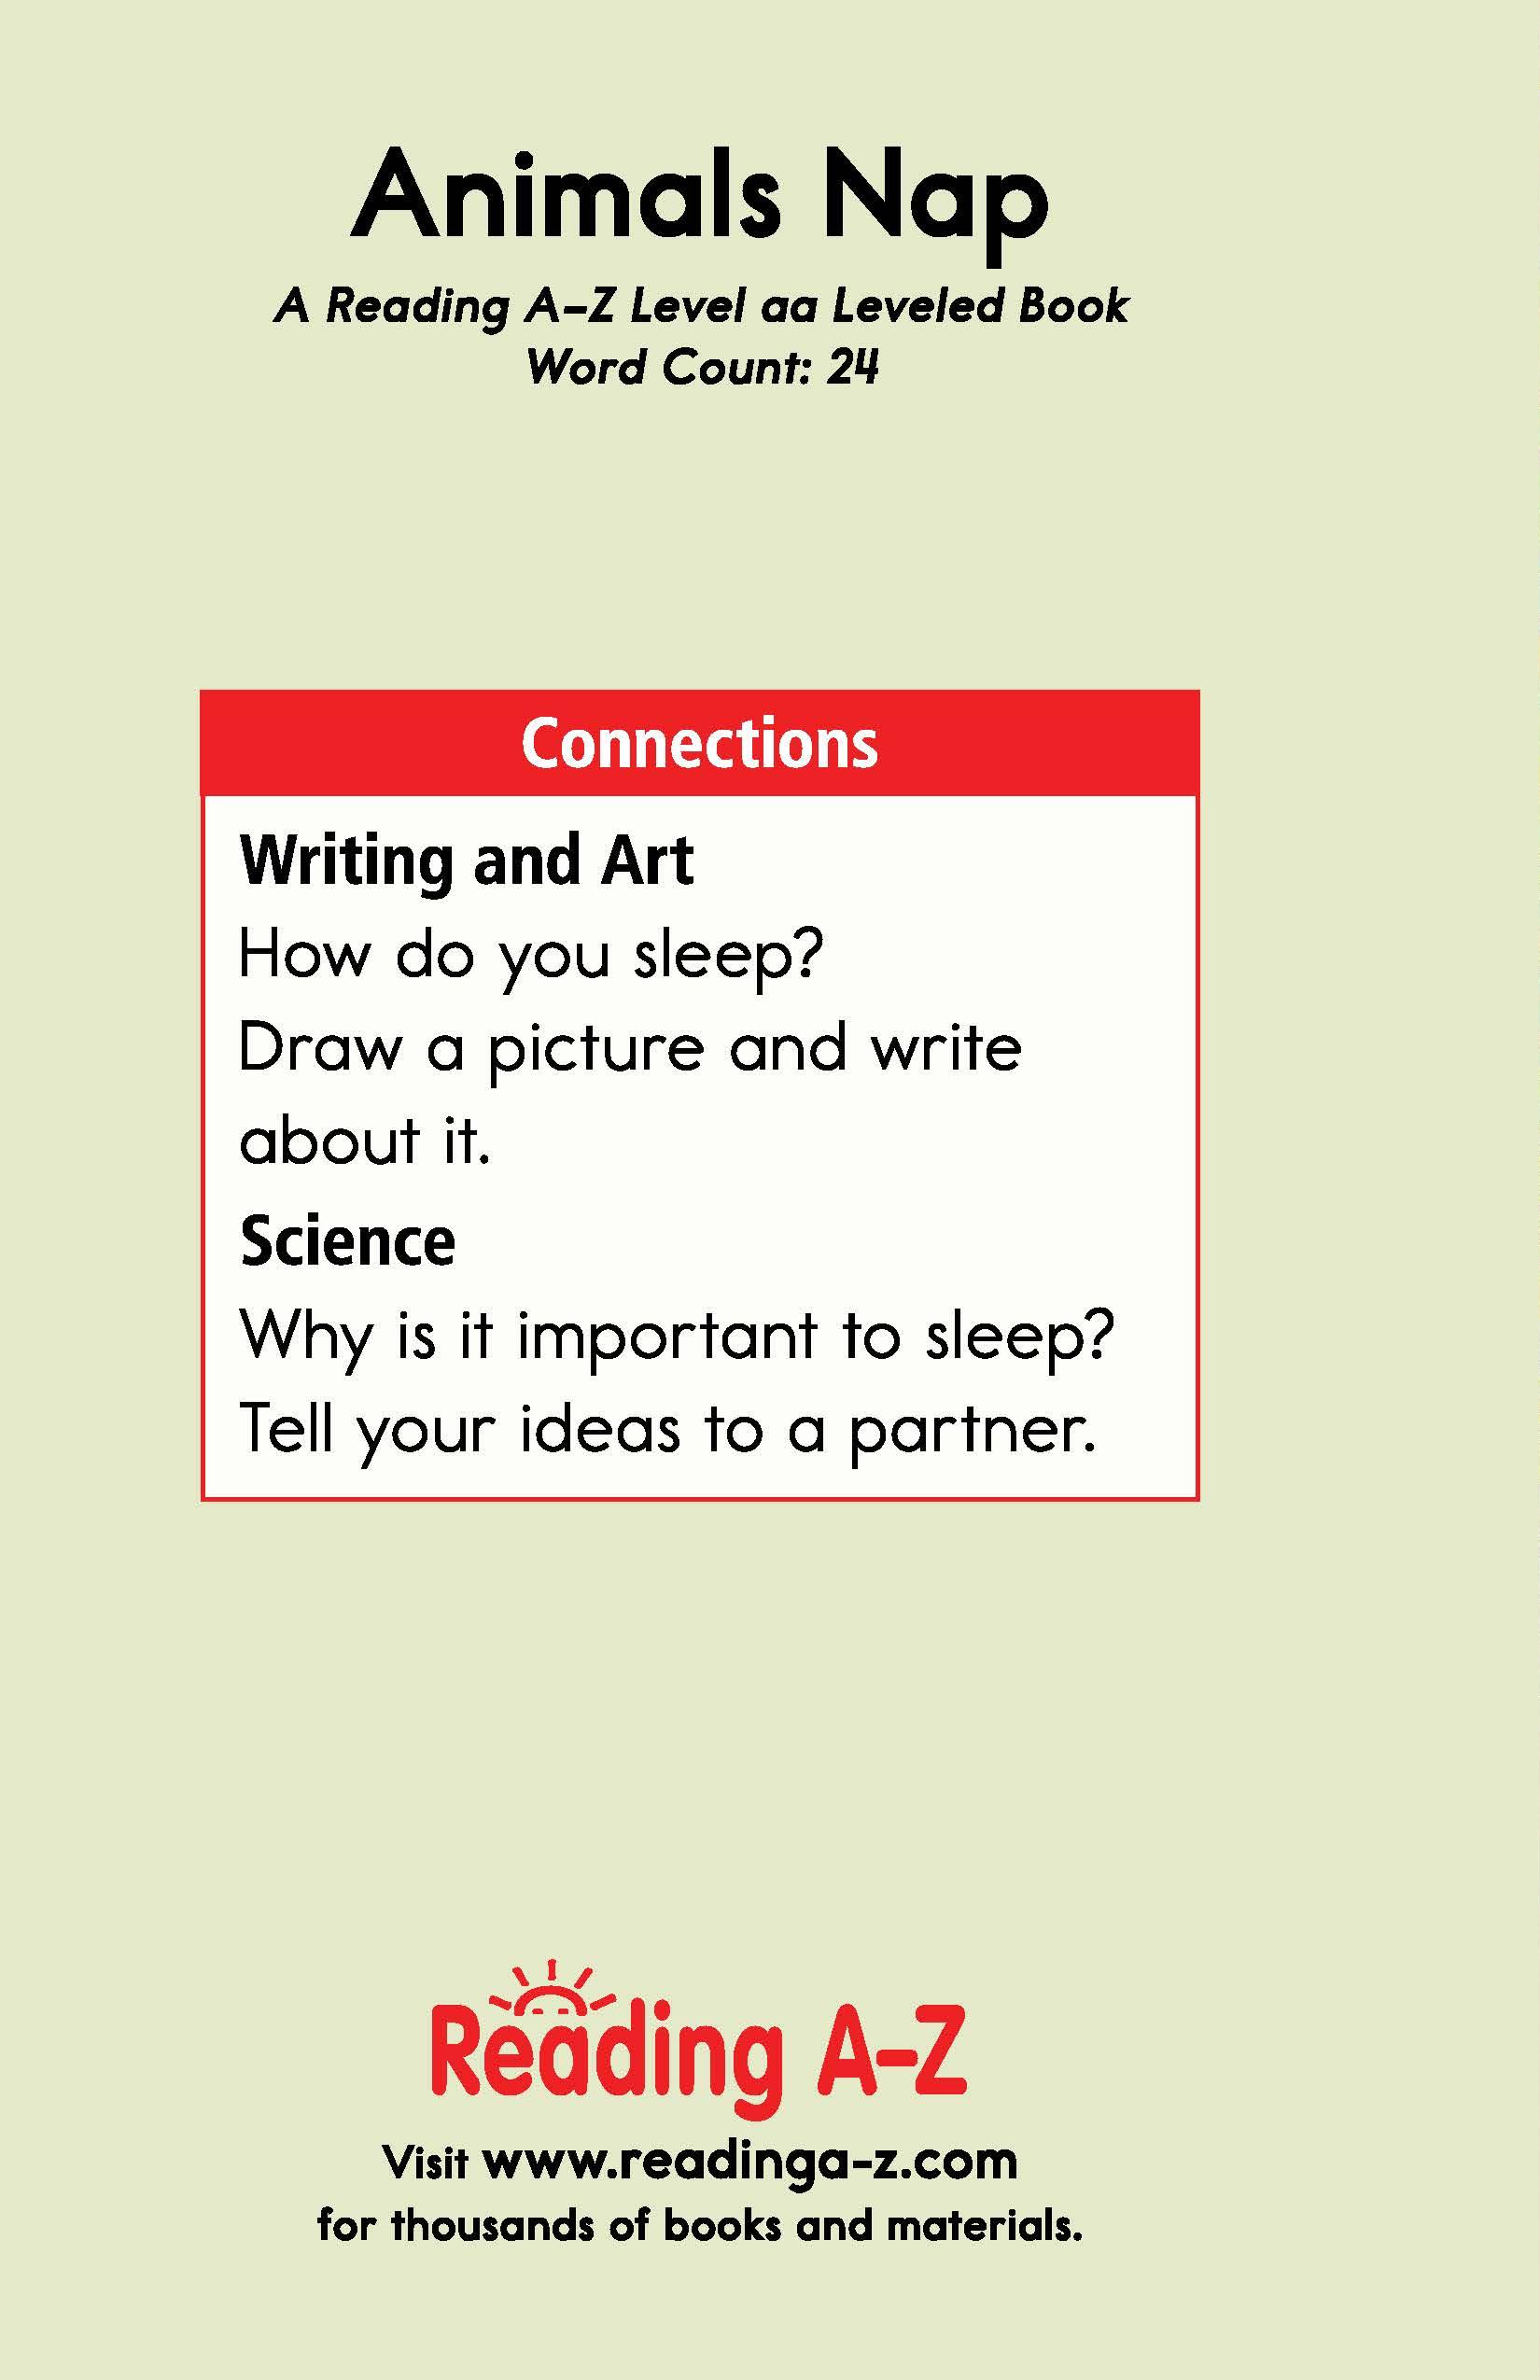 Animals Nap
A Reading A–Z Level aa Leveled Book
Word Count: 24
Connections
Writing and Art
How do you sleep?
Draw a picture and write
about it.
Science
Why is it important to sleep?
Tell your ideas to a partner.
Reading A–Z
Visit www.readinga-z.com
for thousands of books and materials.